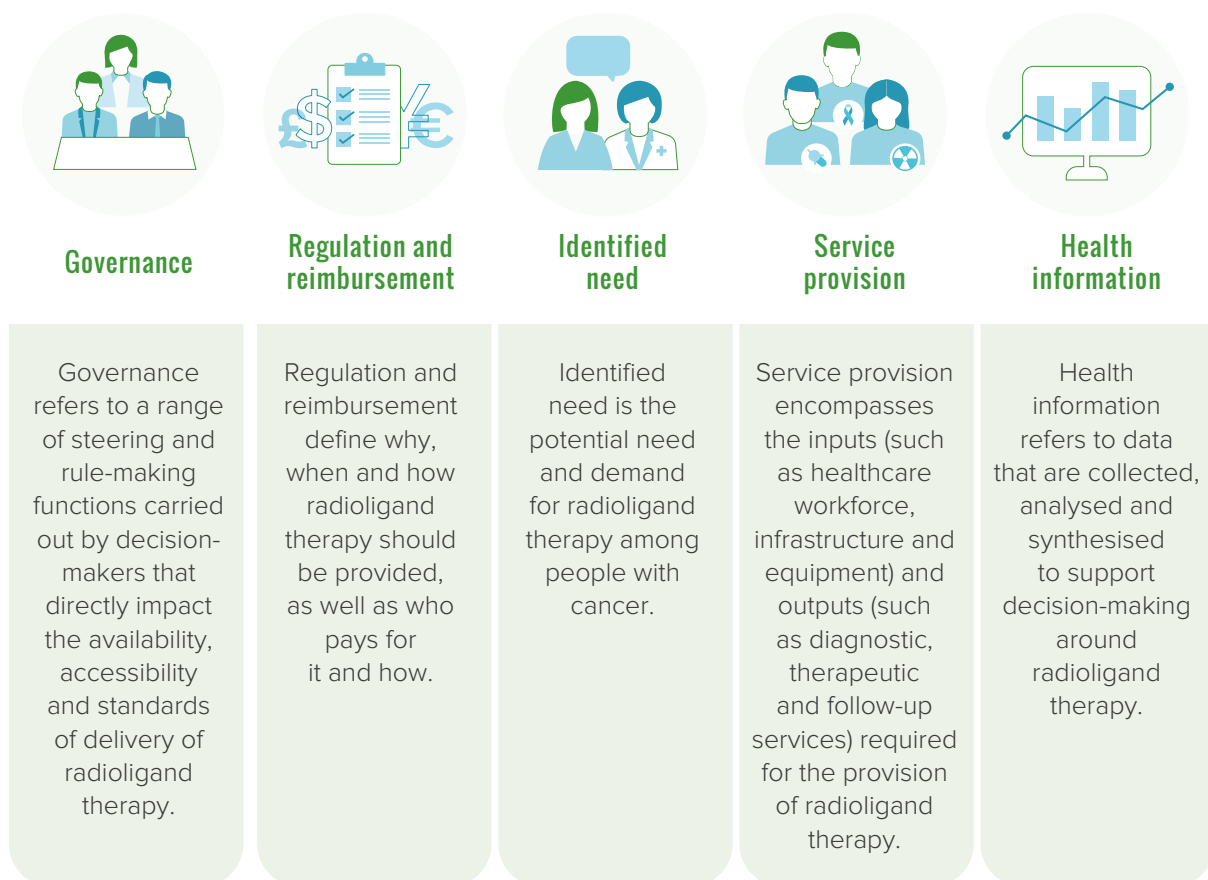 Governance
Regulation and
reimbursement
Identified
need
Service
provision
Health
information
Governance
refers to a range
of steering and
rule-making
functions carried
out by decision-
makers that
directly impact
the availability,
accessibility
and standards
of delivery of
radioligand
therapy.
Regulation and
reimbursement
define why,
when and how
radioligand
therapy should
be provided,
as well as who
pays for
it and how.
Identified
need is the
potential need
and demand
for radioligand
therapy among
people with
cancer.
Service provision
encompasses
the inputs (such
as healthcare
workforce,
infrastructure and
equipment) and
outputs (such
as diagnostic,
therapeutic
and follow-up
services) required
for the provision
of radioligand
therapy.
Health
information
refers to data
that are collected,
analysed and
synthesised
to support
decision-making
around
radioligand
therapy.